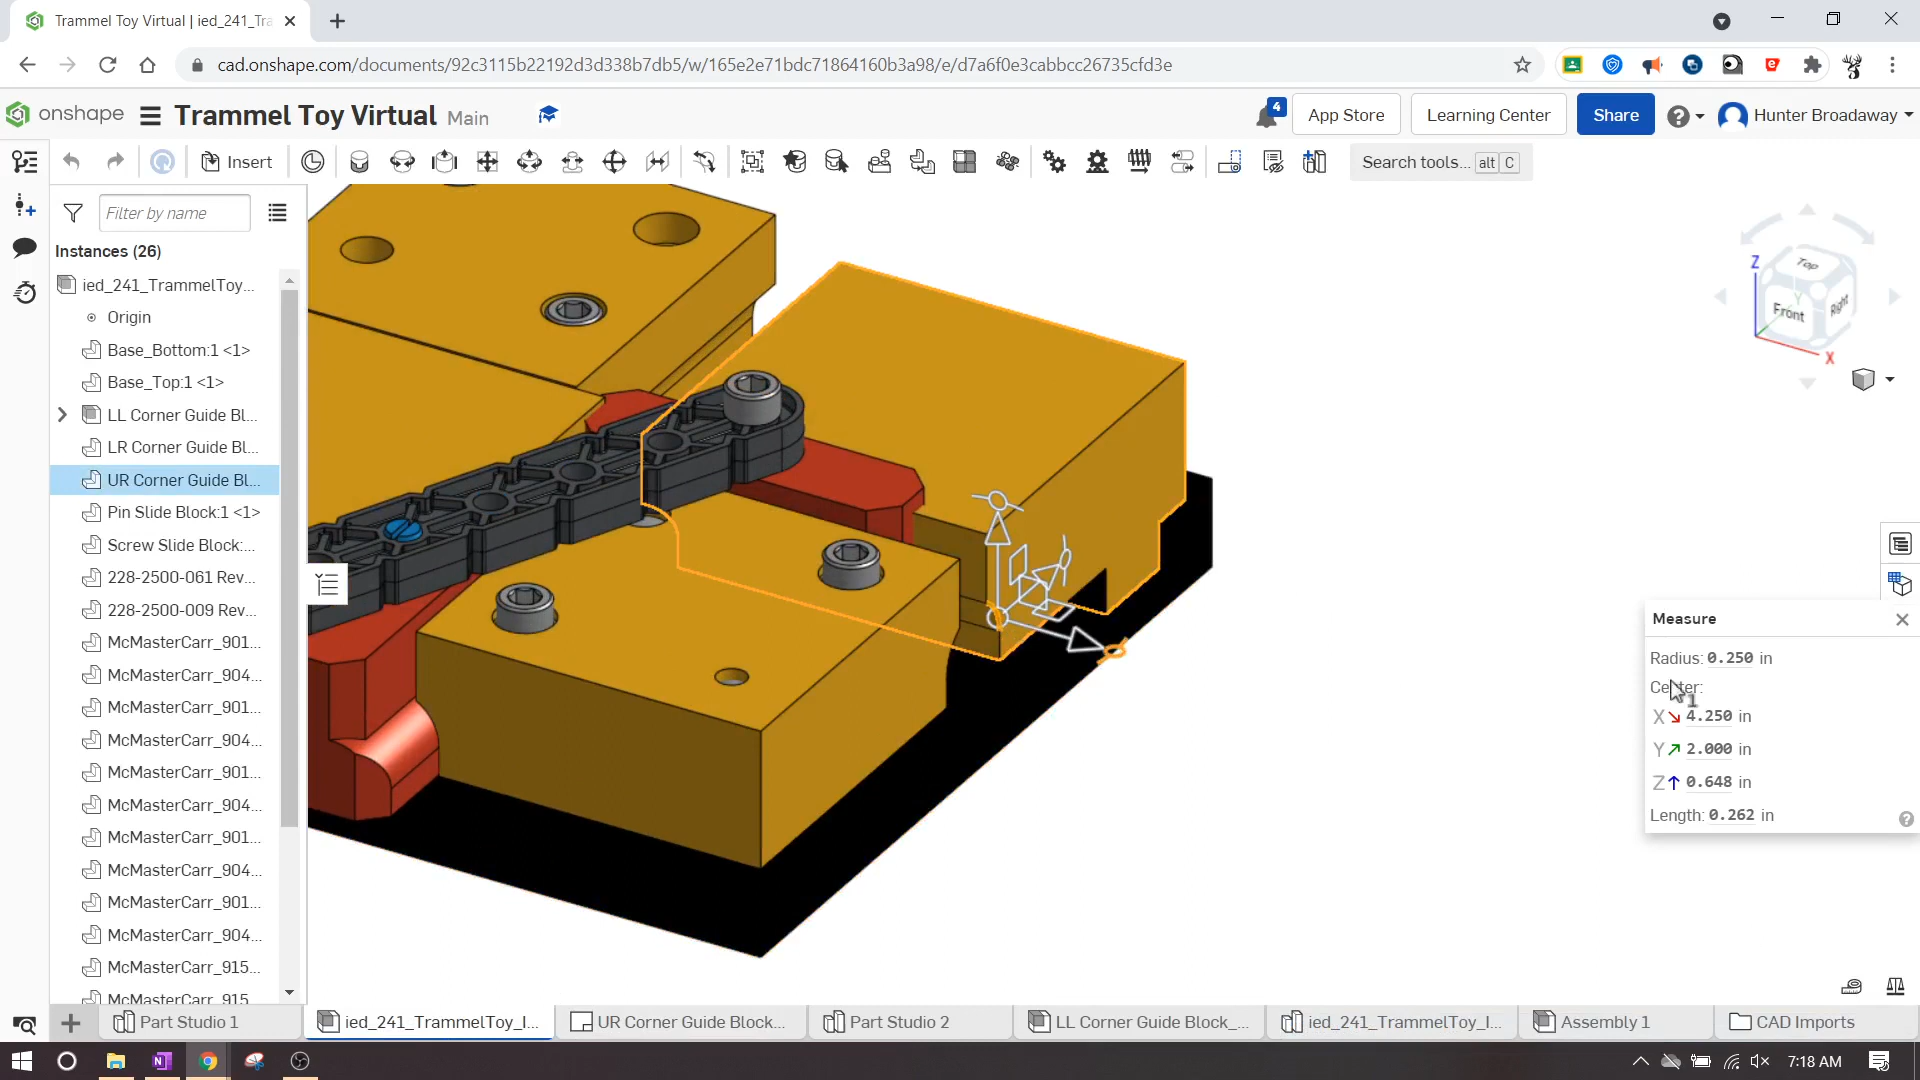 Trammel Toy Virtual | ied_241_Tra
cad.onshape.com/documents/92c3115b22192d3d338b7db5/w/165e2e71bdc71864160b3a98/e/d7a6f0e3cabbcc26735cfd3e
onshape Trammel Toy Virtual Main 4 App Store Learning Center Share Hunter Broadaway
Insert Search tools... alt C
Filter by name
Instances (26)
ied_241_TrammelToy...
Origin
Base_Bottom:1 <1>
Base_Top:1 <1>
LL Corner Guide Bl...
LR Corner Guide Bl...
UR Corner Guide Bl...
Pin Slide Block:1 <1>
Screw Slide Block:...
228-2500-061 Rev...
228-2500-009 Rev...
McMasterCarr_901...
McMasterCarr_904...
McMasterCarr_901...
McMasterCarr_904...
McMasterCarr_901...
McMasterCarr_904...
McMasterCarr_901...
McMasterCarr_904...
McMasterCarr_901...
McMasterCarr_904...
McMasterCarr_915...
McMasterCarr_915
Z
Top
Front
Y
Right
X
Measure
Radius: 0.250 in
Center:
X 4.250 in
Y 2.000 in
Z 0.648 in
Length: 0.262 in
Part Studio 1 ied_241_TrammelToy_I... UR Corner Guide Block... Part Studio 2 LL Corner Guide Block_... ied_241_TrammelToy_I... Assembly 1 CAD Imports
7:18 AM